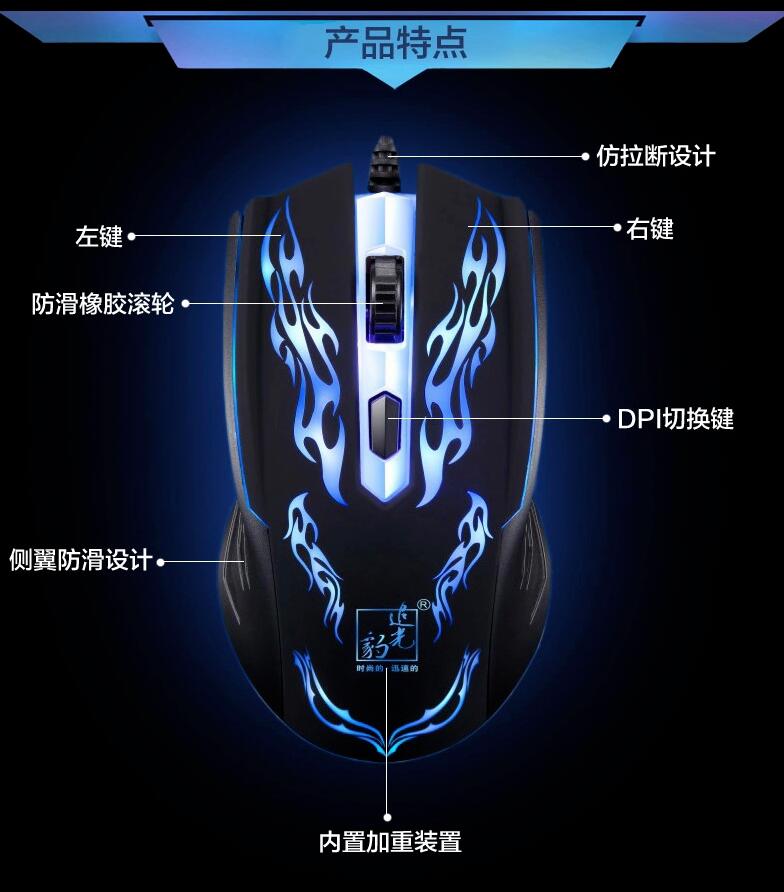 产品特点
仿拉断设计
左键
右键
防滑橡胶滚轮
DPI切换键
侧翼防滑设计
追光豹®
时尚的 迅速的
内置加重装置